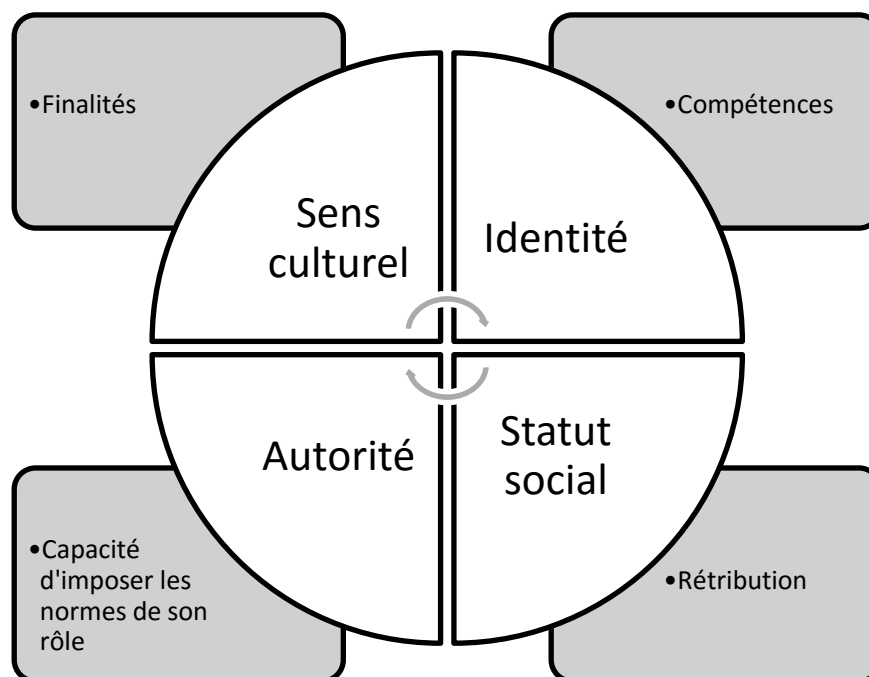 •Finalités
•Compétences
Sens
culturel
Identité
Autorité
Statut
social
•Capacité
d'imposer les
normes de son
rôle
•Rétribution